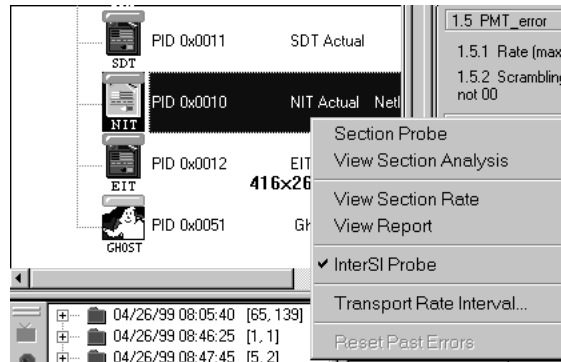 SDT
PID 0x0011 SDT Actual
NIT
PID 0x0010 NIT Actual
EIT
PID 0x0012
GHOST
PID 0x0051
416×26
Section Probe
View Section Analysis
View Section Rate
View Report
✔ InterSI Probe
Transport Rate Interval...
Reset Past Errors
1.5 PMT_error
1.5.1 Rate (max
1.5.2 Scrambling
not 00
04/26/99 08:05:40 [65, 139]
04/26/99 08:46:25 [1, 1]
04/26/99 08:47:45 [5, 2]